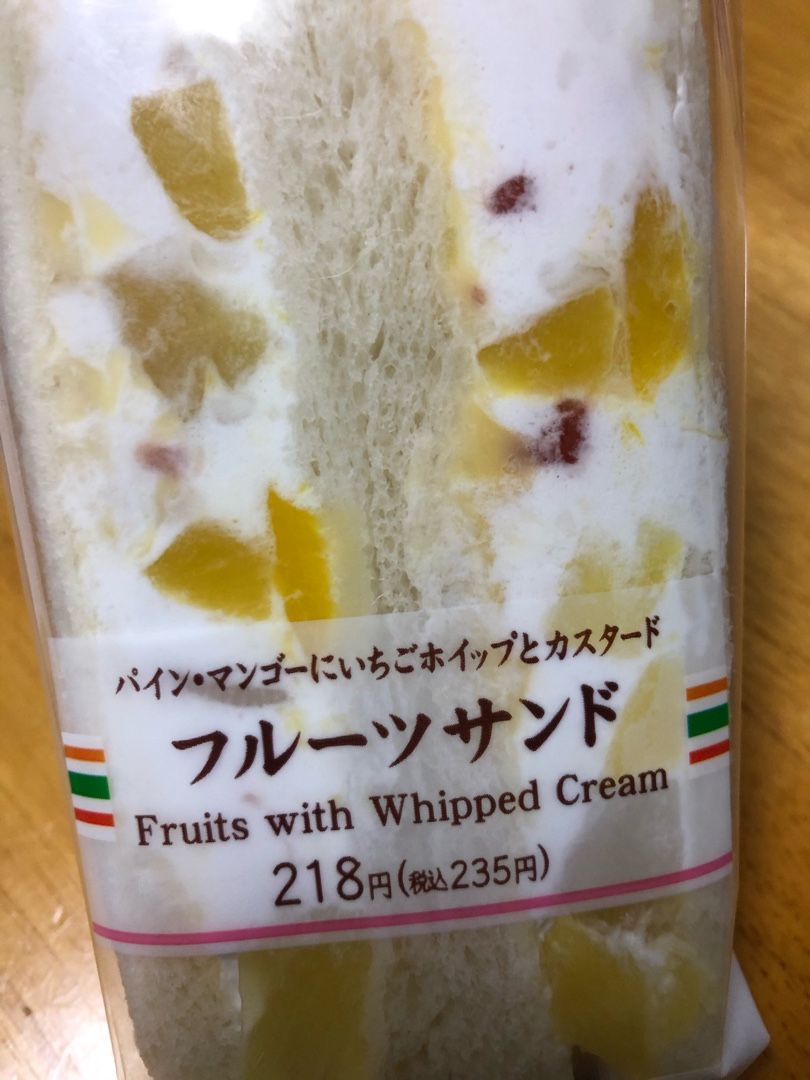 パイン・マンゴーにいちごホイップとカスタード
フルーツサンド
Fruits with Whipped Cream
218円(税込235円)